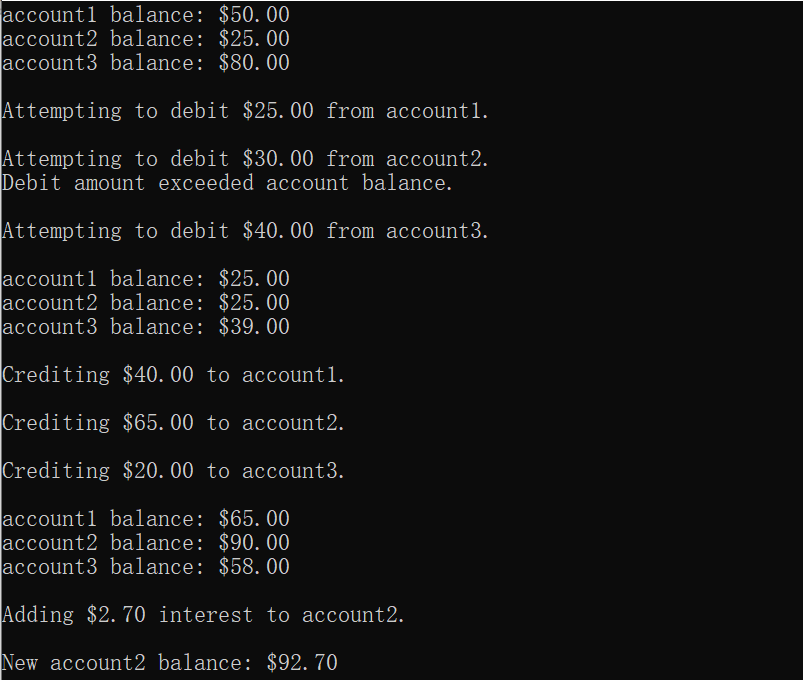 account1 balance: $50.00
account2 balance: $25.00
account3 balance: $80.00
Attempting to debit $25.00 from account1.
Attempting to debit $30.00 from account2.
Debit amount exceeded account balance.
Attempting to debit $40.00 from account3.
account1 balance: $25.00
account2 balance: $25.00
account3 balance: $39.00
Crediting $40.00 to account1.
Crediting $65.00 to account2.
Crediting $20.00 to account3.
account1 balance: $65.00
account2 balance: $90.00
account3 balance: $58.00
Adding $2.70 interest to account2.
New account2 balance: $92.70